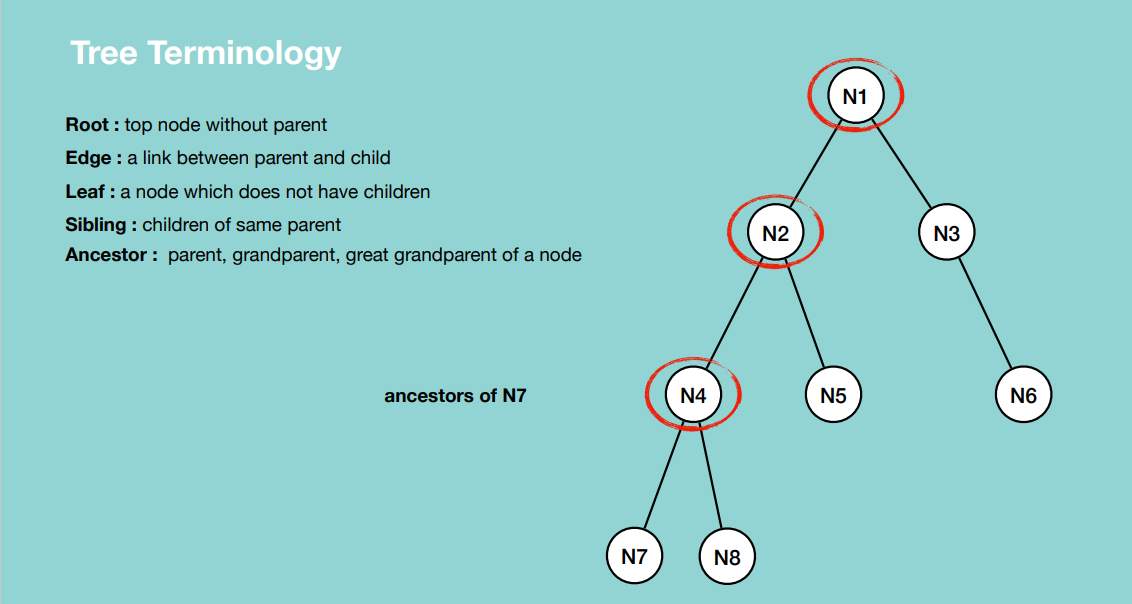 Tree Terminology
Root : top node without parent
Edge : a link between parent and child
Leaf : a node which does not have children
Sibling : children of same parent
Ancestor : parent, grandparent, great grandparent of a node
ancestors of N7
N1
N2
N3
N4
N5
N6
N7
N8